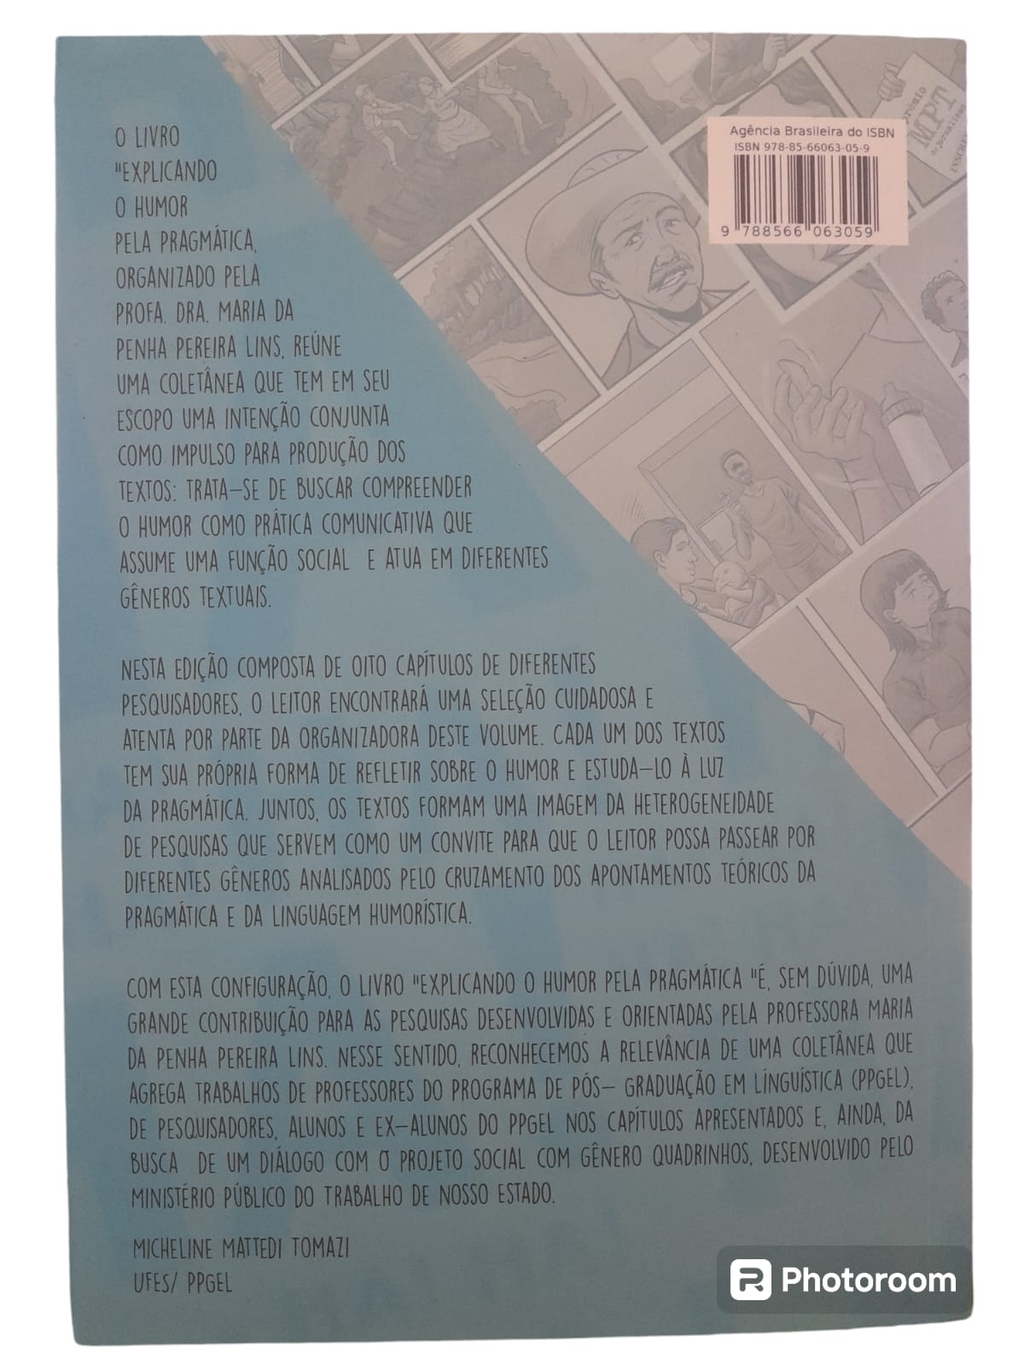 O LIVRO
"EXPLICANDO
O HUMOR
PELA PRAGMÁTICA,
ORGANIZADO PELA
PROFA. DRA. MARIA DA
PENHA PEREIRA LINS, REÚNE
UMA COLETÂNEA QUE TEM EM SEU
ESCOPO UMA INTENÇÃO CONJUNTA
COMO IMPULSO PARA PRODUÇÃO DOS
TEXTOS: TRATA-SE DE BUSCAR COMPREENDER
O HUMOR COMO PRÁTICA COMUNICATIVA QUE
ASSUME UMA FUNÇÃO SOCIAL E ATUA EM DIFERENTES
GÊNEROS TEXTUAIS.
NESTA EDIÇÃO COMPOSTA DE OITO CAPÍTULOS DE DIFERENTES
PESQUISADORES, O LEITOR ENCONTRARÁ UMA SELEÇÃO CUIDADOSA E
ATENTA POR PARTE DA ORGANIZADORA DESTE VOLUME. CADA UM DOS TEXTOS
TEM SUA PRÓPRIA FORMA DE REFLETIR SOBRE O HUMOR E ESTUDA-LO À LUZ
DA PRAGMÁTICA. JUNTOS, OS TEXTOS FORMAM UMA IMAGEM DA HETEROGENEIDADE
DE PESQUISAS QUE SERVEM COMO UM CONVITE PARA QUE O LEITOR POSSA PASSEAR POR
DIFERENTES GÊNEROS ANALISADOS PELO CRUZAMENTO DOS APONTAMENTOS TEÓRICOS DA
PRAGMÁTICA E DA LINGUAGEM HUMORÍSTICA.
COM ESTA CONFIGURAÇÃO, O LIVRO "EXPLICANDO O HUMOR PELA PRAGMÁTICA "É, SEM DÚVIDA, UMA
GRANDE CONTRIBUIÇÃO PARA AS PESQUISAS DESENVOLVIDAS E ORIENTADAS PELA PROFESSORA MARIA
DA PENHA PEREIRA LINS. NESSE SENTIDO, RECONHECEMOS A RELEVÂNCIA DE UMA COLETÂNEA QUE
AGREGA TRABALHOS DE PROFESSORES DO PROGRAMA DE PÓS- GRADUAÇÃO EM LÍNGUÍSTICA (PPGEL),
DE PESQUISADORES, ALUNOS E EX-ALUNOS DO PPGEL NOS CAPÍTULOS APRESENTADOS E, AINDA, DA
BUSCA DE UM DIÁLOGO COM O PROJETO SOCIAL COM GÊNERO QUADRINHOS, DESENVOLVIDO PELO
MINISTÉRIO PÚBLICO DO TRABALHO DE NOSSO ESTADO.
MICHELINE MATTEDI TOMAZI
UFES/ PPGEL
Agência Brasileira do ISBN
ISBN 978-85-66063-05-9
9 788566 063059
MPT
de Jornalismo
Photoroom